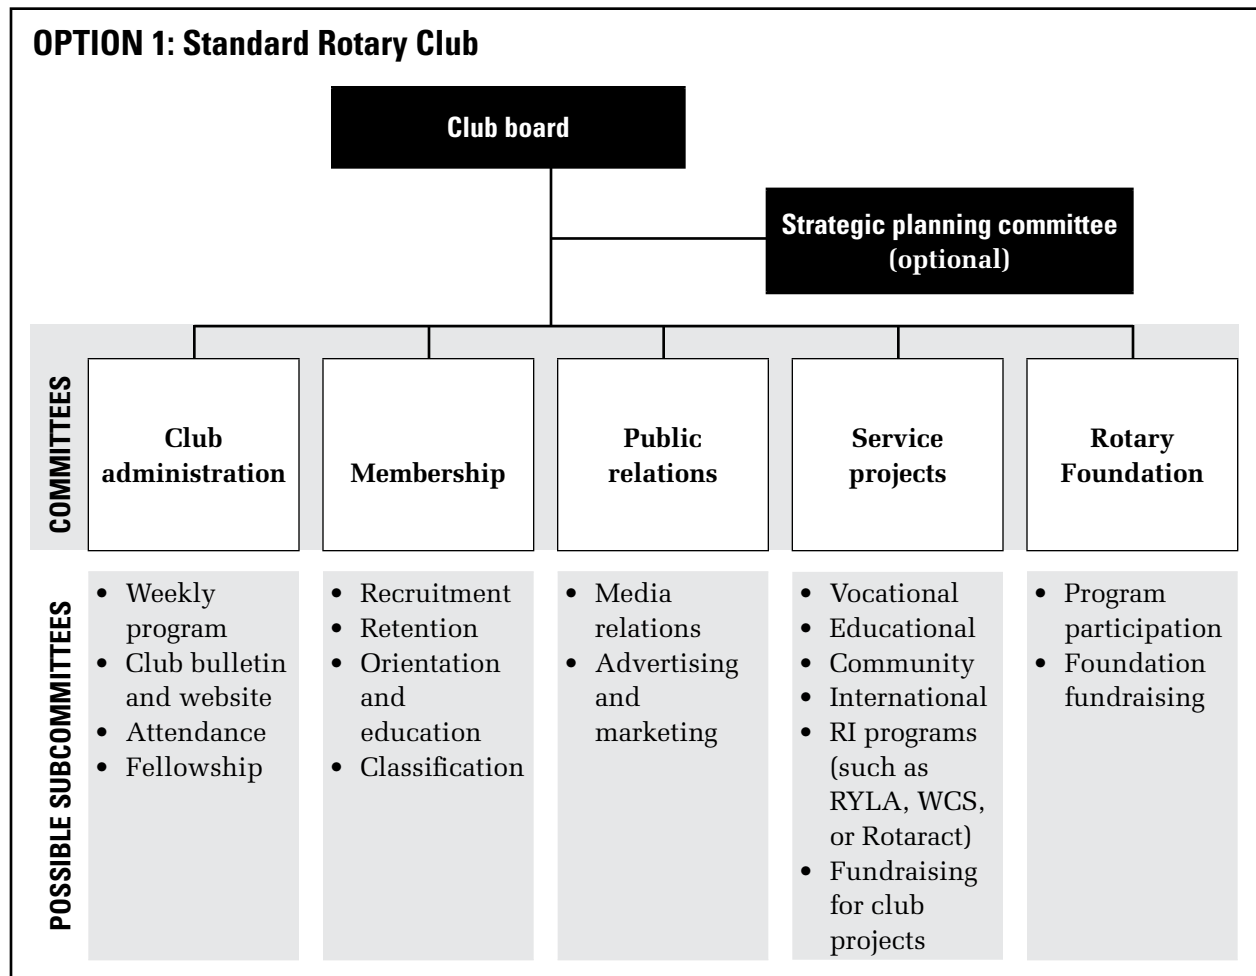 OPTION 1: Standard Rotary Club
Club board
Strategic planning committee
(optional)
COMMITTEES
Club
administration
Membership
Public
relations
Service
projects
Rotary
Foundation
POSSIBLE SUBCOMMITTEES
• Weekly
program
• Club bulletin
and website
• Attendance
• Fellowship
• Recruitment
• Retention
• Orientation
and
education
• Classification
• Media
relations
• Advertising
and
marketing
• Vocational
• Educational
• Community
• International
• RI programs
(such as
RYLA, WCS,
or Rotaract)
• Fundraising
for club
projects
• Program
participation
• Foundation
fundraising